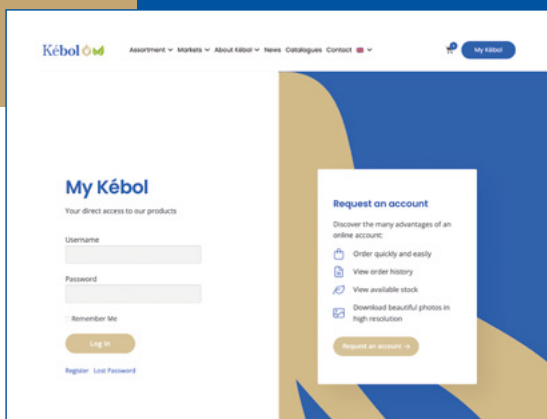 Kébol
Assortment Markets About Kébol News Catalogues Contact
My Kébol
My Kébol
Your direct access to our products
Username
Password
Remember Me
Log In
Register Lost Password
Request an account
Discover the many advantages of an
online account:
Order quickly and easily
View order history
View available stock
Download beautiful photos in
high resolution
Request an account →